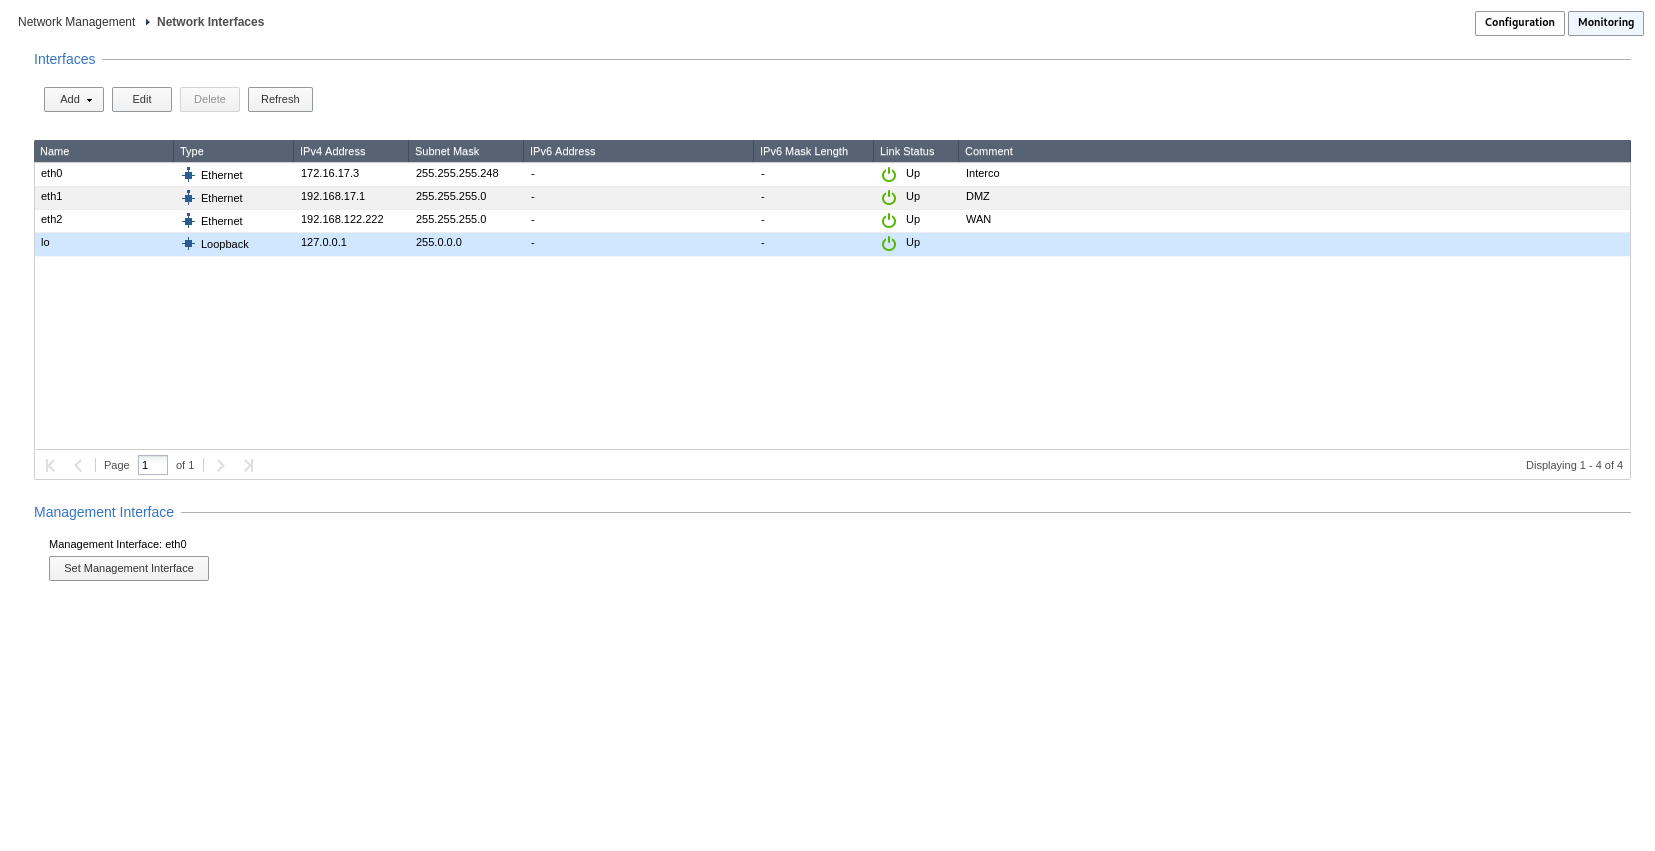 Network Management Network Interfaces
Configuration Monitoring
Interfaces
Add Edit Delete Refresh
Name Type IPv4 Address Subnet Mask IPv6 Address IPv6 Mask Length Link Status Comment
eth0 Ethernet 172.16.17.3 255.255.255.248 - - Up Interco
eth1 Ethernet 192.168.17.1 255.255.255.0 - - Up DMZ
eth2 Ethernet 192.168.122.222 255.255.255.0 - - Up WAN
lo Loopback 127.0.0.1 255.0.0.0 - - Up
Page 1 of 1 Displaying 1 - 4 of 4
Management Interface
Management Interface: eth0
Set Management Interface